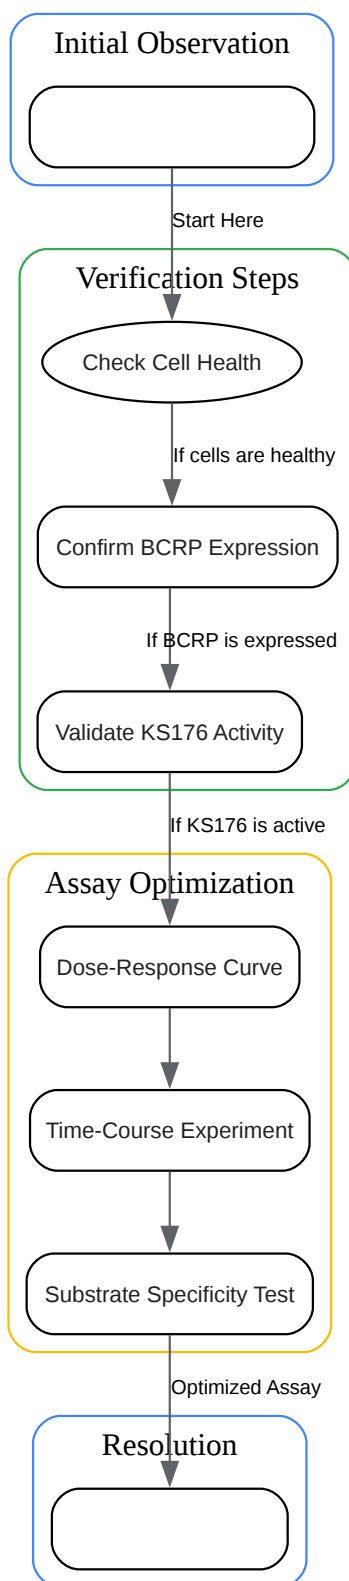 Initial Observation
Start Here
Verification Steps
Check Cell Health
If cells are healthy
Confirm BCRP Expression
If BCRP is expressed
Validate KS176 Activity
If KS176 is active
Assay Optimization
Dose-Response Curve
Time-Course Experiment
Substrate Specificity Test
Optimized Assay
Resolution